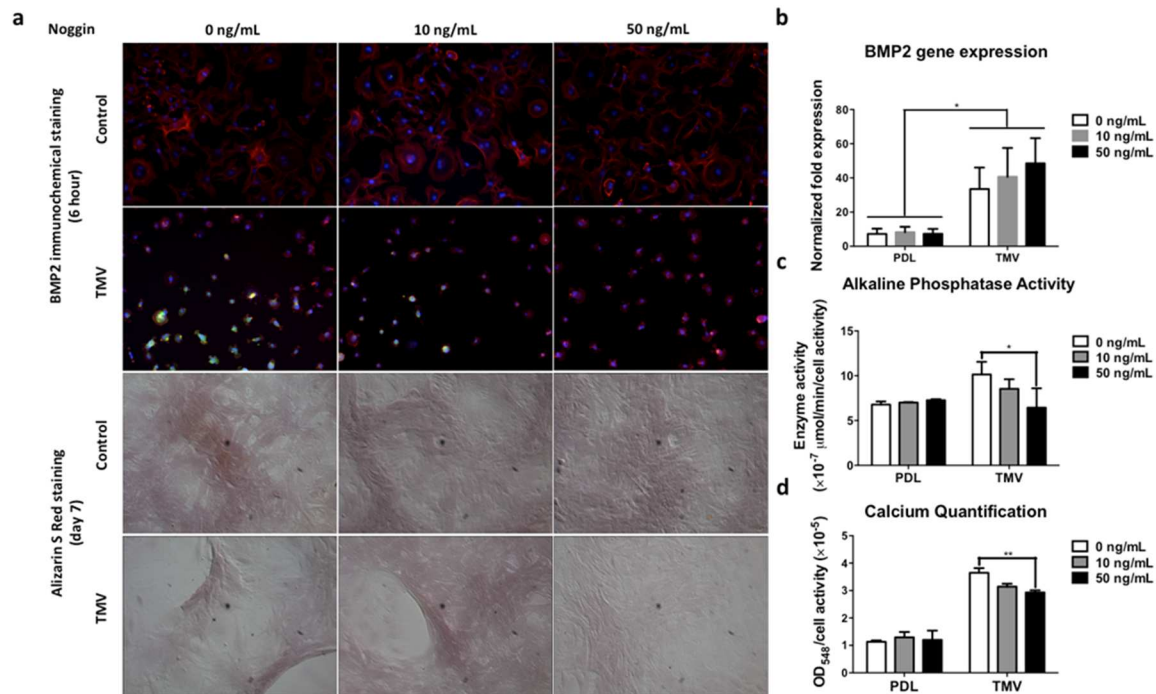 a
Noggin 0 ng/mL 10 ng/mL 50 ng/mL
BMP2 immunochemical staining
(6 hour)
Control
TMV
Alizarin S Red staining
(day 7)
Control
TMV
b
BMP2 gene expression
Normalized fold expression
80
60
40
20
0
*
PDL TMV
0 ng/mL
10 ng/mL
50 ng/mL
c
Alkaline Phosphatase Activity
Enzyme activity
(×10⁻⁷ µmol/min/cell acitivity)
15
10
5
0
*
PDL TMV
0 ng/mL
10 ng/mL
50 ng/mL
d
Calcium Quantification
OD₅₄₈/cell activity (×10⁻⁵)
5
4
3
2
1
0
**
PDL TMV
0 ng/mL
10 ng/mL
50 ng/mL